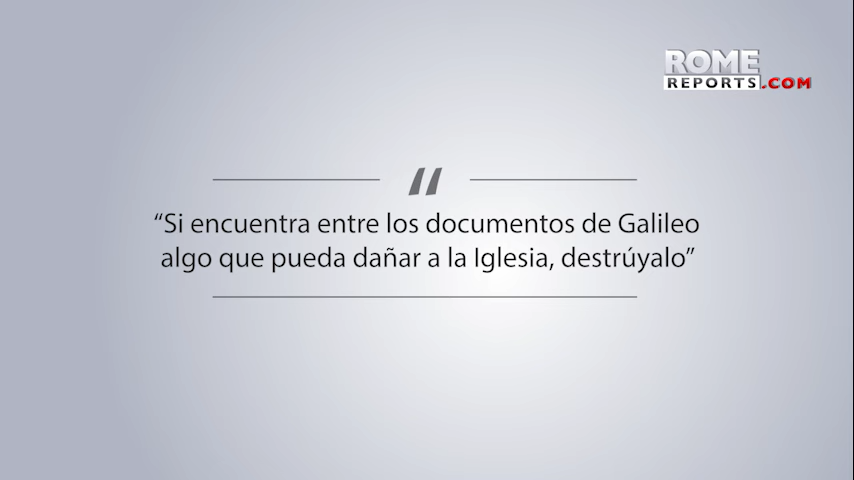 ROME
REPORTS.COM
“
“Si encuentra entre los documentos de Galileo
algo que pueda dañar a la Iglesia, destrúyalo”